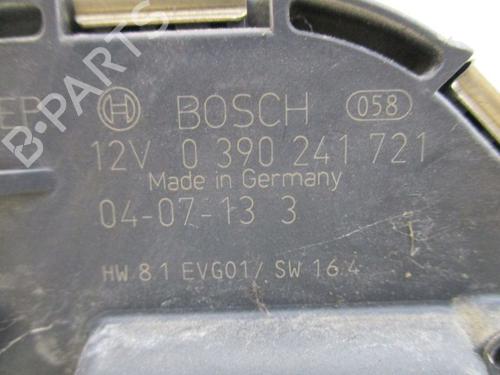 B-PARTS
EP
BOSCH 058
12V 0 390 241 721
Made in Germany
04-07-13 3
HW 8.1 EVG01/ SW 16.4